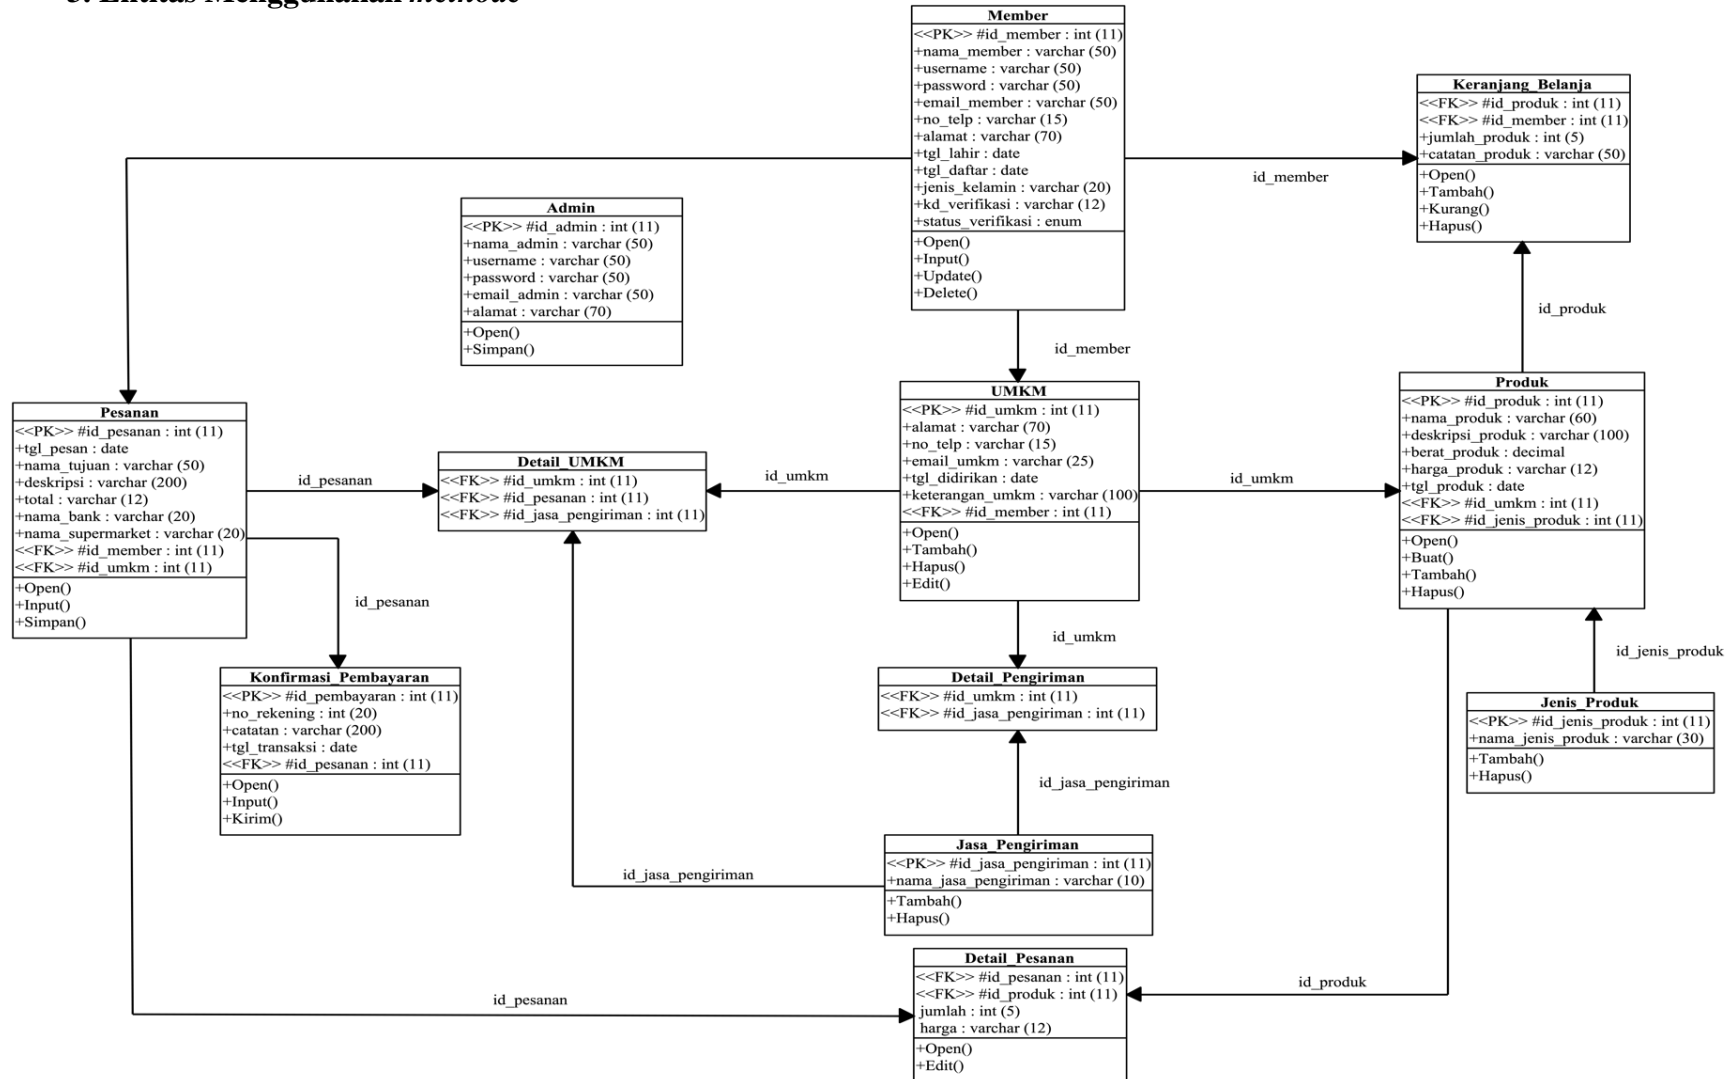 3. Entitas Menggunakan methode
Member
<<PK>> #id_member : int (11)
+nama_member : varchar (50)
+username : varchar (50)
+password : varchar (50)
+email_member : varchar (50)
+no_telp : varchar (15)
+alamat : varchar (70)
+tgl_lahir : date
+tgl_daftar : date
+jenis_kelamin : varchar (20)
+kd_verifikasi : varchar (12)
+status_verifikasi : enum
+Open()
+Input()
+Update()
+Delete()
Keranjang_Belanja
<<FK>> #id_produk : int (11)
<<FK>> #id_member : int (11)
+jumlah_produk : int (5)
+catatan_produk : varchar (50)
+Open()
+Tambah()
+Kurang()
+Hapus()
id_member
Admin
<<PK>> #id_admin : int (11)
+nama_admin : varchar (50)
+username : varchar (50)
+password : varchar (50)
+email_admin : varchar (50)
+alamat : varchar (70)
+Open()
+Simpan()
id_produk
id_member
Pesanan
<<PK>> #id_pesanan : int (11)
+tgl_pesan : date
+nama_tujuan : varchar (50)
+deskripsi : varchar (200)
+total : varchar (12)
+nama_bank : varchar (20)
+nama_supermarket : varchar (20)
<<FK>> #id_member : int (11)
<<FK>> #id_umkm : int (11)
+Open()
+Input()
+Simpan()
id_pesanan
Detail_UMKM
<<FK>> #id_umkm : int (11)
<<FK>> #id_pesanan : int (11)
<<FK>> #id_jasa_pengiriman : int (11)
id_umkm
UMKM
<<PK>> #id_umkm : int (11)
+alamat : varchar (70)
+no_telp : varchar (15)
+email_umkm : varchar (25)
+tgl_didirikan : date
+keterangan_umkm : varchar (100)
<<FK>> #id_member : int (11)
+Open()
+Tambah()
+Hapus()
+Edit()
id_umkm
Produk
<<PK>> #id_produk : int (11)
+nama_produk : varchar (60)
+deskripsi_produk : varchar (100)
+berat_produk : decimal
+harga_produk : varchar (12)
+tgl_produk : date
<<FK>> #id_umkm : int (11)
<<FK>> #id_jenis_produk : int (11)
+Open()
+Buat()
+Tambah()
+Hapus()
id_pesanan
id_umkm
id_jenis_produk
Konfirmasi_Pembayaran
<<PK>> #id_pembayaran : int (11)
+no_rekening : int (20)
+catatan : varchar (200)
+tgl_transaksi : date
<<FK>> #id_pesanan : int (11)
+Open()
+Input()
+Kirim()
Detail_Pengiriman
<<FK>> #id_umkm : int (11)
<<FK>> #id_jasa_pengiriman : int (11)
Jenis_Produk
<<PK>> #id_jenis_produk : int (11)
+nama_jenis_produk : varchar (30)
+Tambah()
+Hapus()
id_jasa_pengiriman
id_jasa_pengiriman
Jasa_Pengiriman
<<PK>> #id_jasa_pengiriman : int (11)
+nama_jasa_pengiriman : varchar (10)
+Tambah()
+Hapus()
id_pesanan
Detail_Pesanan
<<FK>> #id_pesanan : int (11)
<<FK>> #id_produk : int (11)
jumlah : int (5)
harga : varchar (12)
+Open()
+Edit()
id_produk